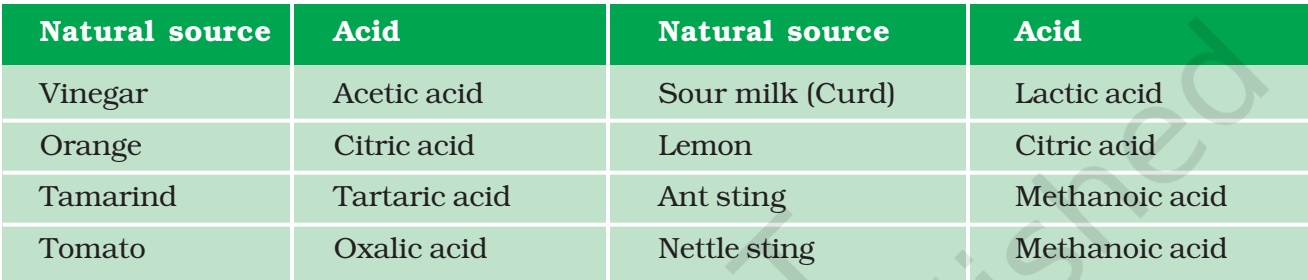 Natural source Acid Natural source Acid
Vinegar Acetic acid Sour milk (Curd) Lactic acid
Orange Citric acid Lemon Citric acid
Tamarind Tartaric acid Ant sting Methanoic acid
Tomato Oxalic acid Nettle sting Methanoic acid